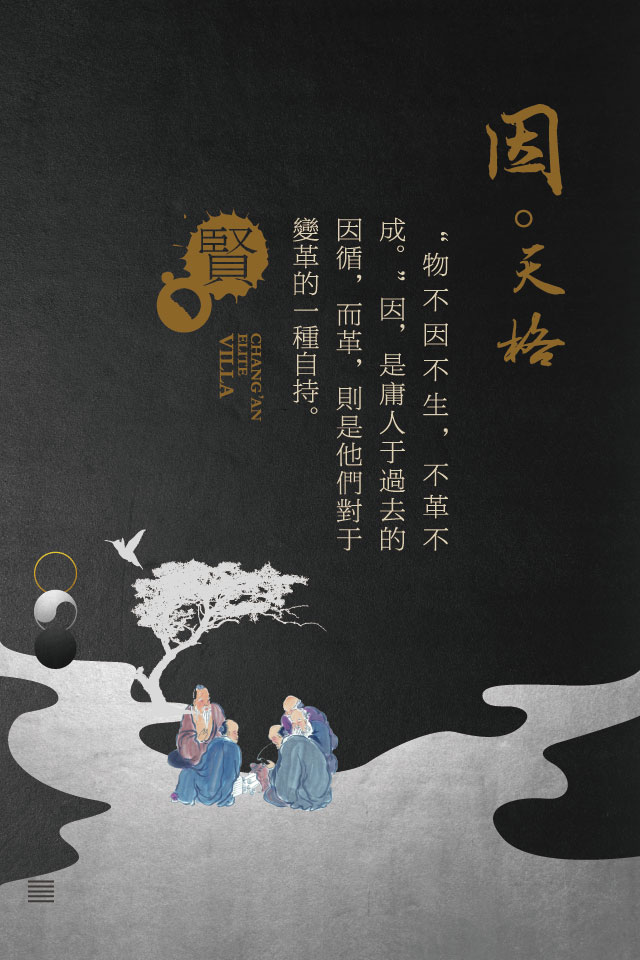 因。天格
“物不因不生，不革不
成。”因，是庸人于過去的
因循，而革，則是他們對于
變革的一種自持。
賢
CHANG'AN
ELITE
VILLA